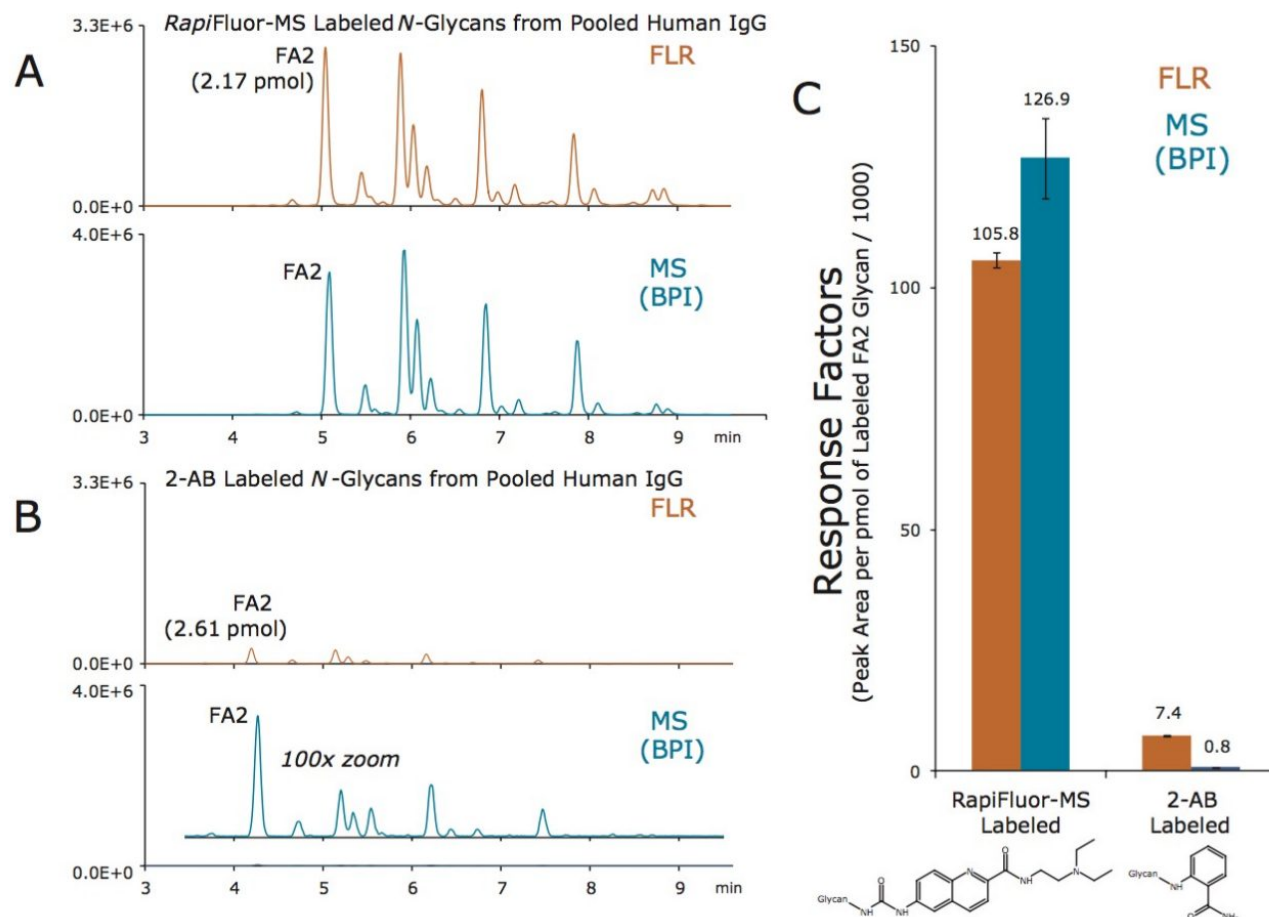 A
RapiFluor-MS Labeled N-Glycans from Pooled Human IgG
3.3E+6
FA2
(2.17 pmol)
FLR
0.0E+0
4.0E+6
FA2
MS
(BPI)
0.0E+0
3 4 5 6 7 8 9 min
B
2-AB Labeled N-Glycans from Pooled Human IgG
3.3E+6
FLR
FA2
(2.61 pmol)
0.0E+0
4.0E+6
FA2
MS
(BPI)
100x zoom
0.0E+0
3 4 5 6 7 8 9 min
C
FLR
MS
(BPI)
Response Factors
(Peak Area per pmol of Labeled FA2 Glycan / 1000)
150
100
50
0
105.8
126.9
7.4
0.8
RapiFluor-MS
Labeled
2-AB
Labeled
Glycan NH O NH N O NH N
Glycan NH O